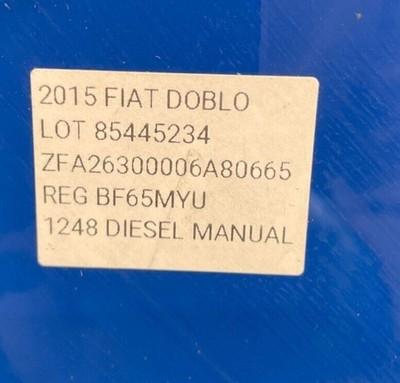 2015 FIAT DOBLO
LOT 85445234
ZFA26300006A80665
REG BF65MYU
1248 DIESEL MANUAL